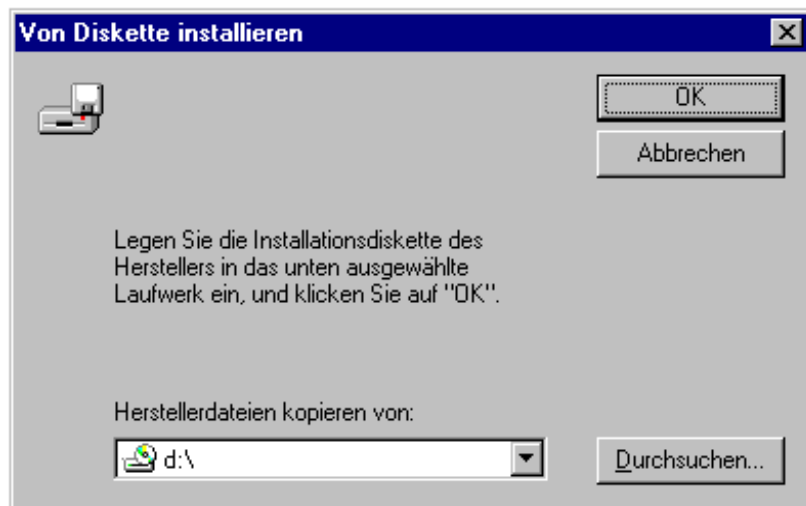 Von Diskette installieren
OK
Abbrechen
Legen Sie die Installationsdiskette des
Herstellers in das unten ausgewählte
Laufwerk ein, und klicken Sie auf "OK".
Herstellerdateien kopieren von:
d:\
Durchsuchen...